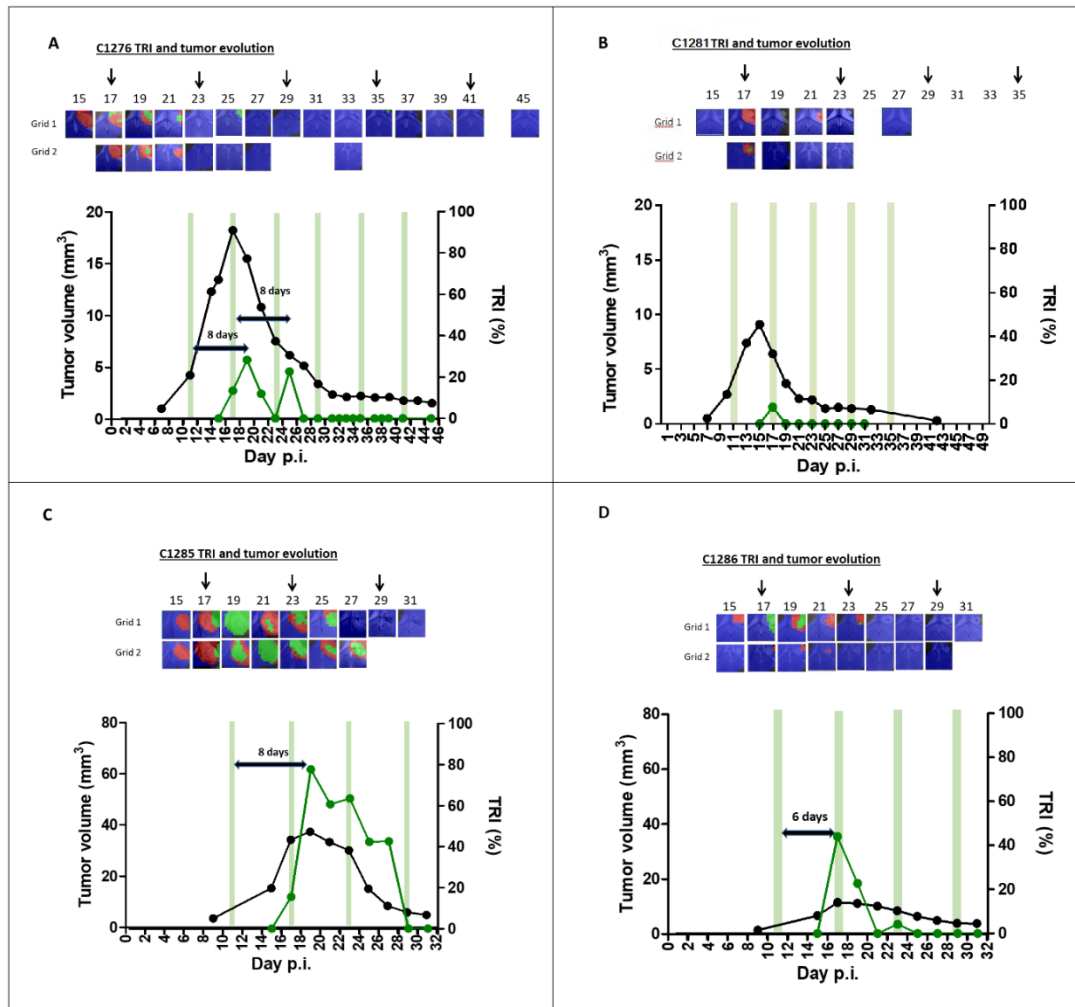 A
C1276 TRI and tumor evolution
15 17 19 21 23 25 27 29 31 33 35 37 39 41 45
Grid 1
Grid 2
20
15
10
5
0
Tumor volume (mm³)
100
80
60
40
20
0
TRI (%)
8 days
8 days
0 2 4 6 8 10 12 14 16 18 20 22 24 26 28 30 32 34 36 38 40 42 44 46
Day p.i.
B
C1281 TRI and tumor evolution
15 17 19 21 23 25 27 29 31 33 35
Grid 1
Grid 2
20
15
10
5
0
Tumor volume (mm³)
100
80
60
40
20
0
TRI (%)
1 3 5 7 9 11 13 15 17 19 21 23 25 27 29 31 33 35 37 39 41 43 45 47 49
Day p.i.
C
C1285 TRI and tumor evolution
15 17 19 21 23 25 27 29 31
Grid 1
Grid 2
80
60
40
20
0
Tumor volume (mm³)
100
80
60
40
20
0
TRI (%)
8 days
0 2 4 6 8 10 12 14 16 18 20 22 24 26 28 30 32
Day p.i.
D
C1286 TRI and tumor evolution
15 17 19 21 23 25 27 29 31
Grid 1
Grid 2
80
60
40
20
0
Tumor volume (mm³)
100
80
60
40
20
0
TRI (%)
6 days
0 2 4 6 8 10 12 14 16 18 20 22 24 26 28 30 32
Day p.i.